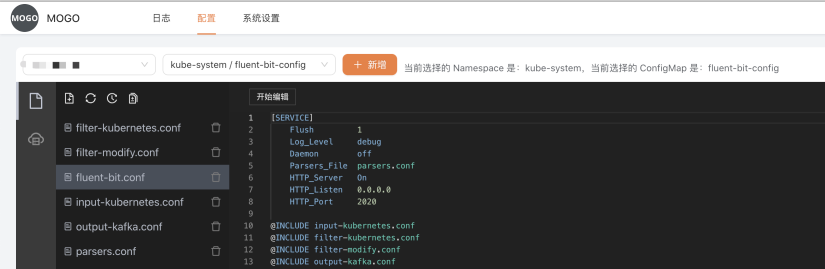 MOGO MOGO 日志 配置 系统设置
kube-system / fluent-bit-config + 新增 当前选择的 Namespace 是：kube-system，当前选择的 ConfigMap 是：fluent-bit-config
开始编辑
filter-kubernetes.conf
filter-modify.conf
fluent-bit.conf
input-kubernetes.conf
output-kafka.conf
parsers.conf
1 [SERVICE]
2 Flush 1
3 Log_Level debug
4 Daemon off
5 Parsers_File parsers.conf
6 HTTP_Server On
7 HTTP_Listen 0.0.0.0
8 HTTP_Port 2020
9
10 @INCLUDE input-kubernetes.conf
11 @INCLUDE filter-kubernetes.conf
12 @INCLUDE filter-modify.conf
13 @INCLUDE output-kafka.conf